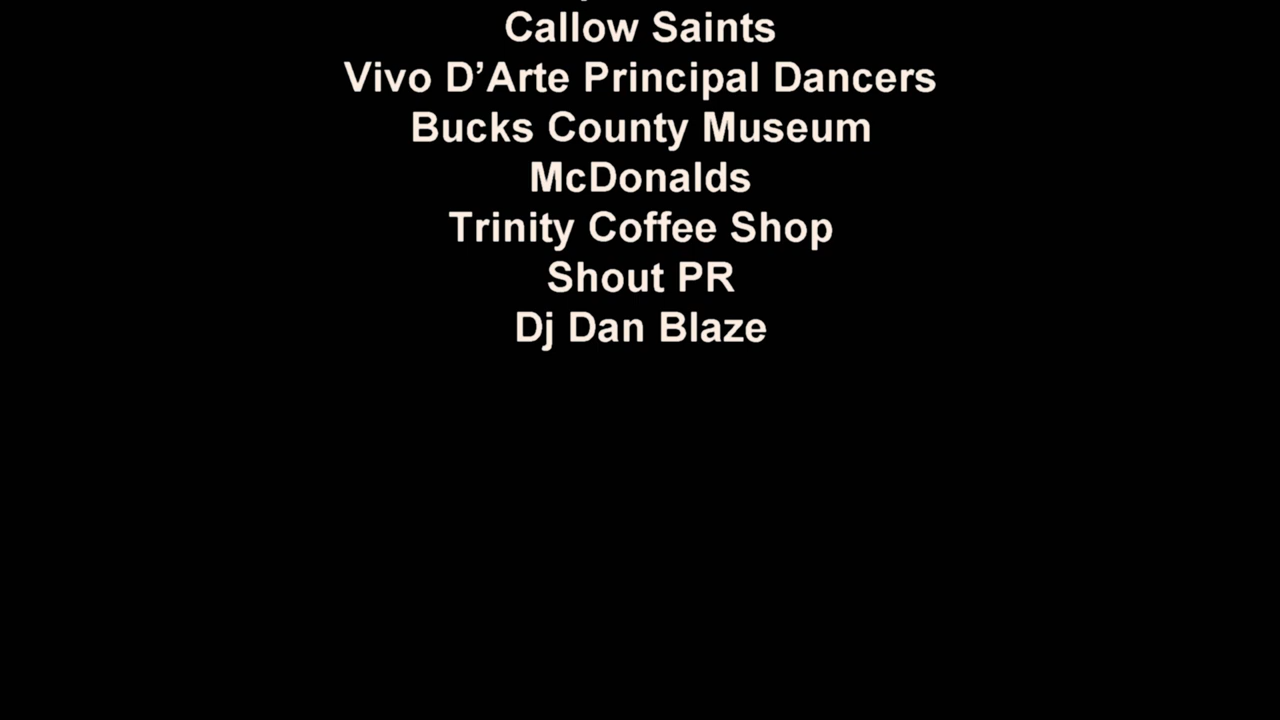 Callow Saints
Vivo D’Arte Principal Dancers
Bucks County Museum
McDonalds
Trinity Coffee Shop
Shout PR
Dj Dan Blaze